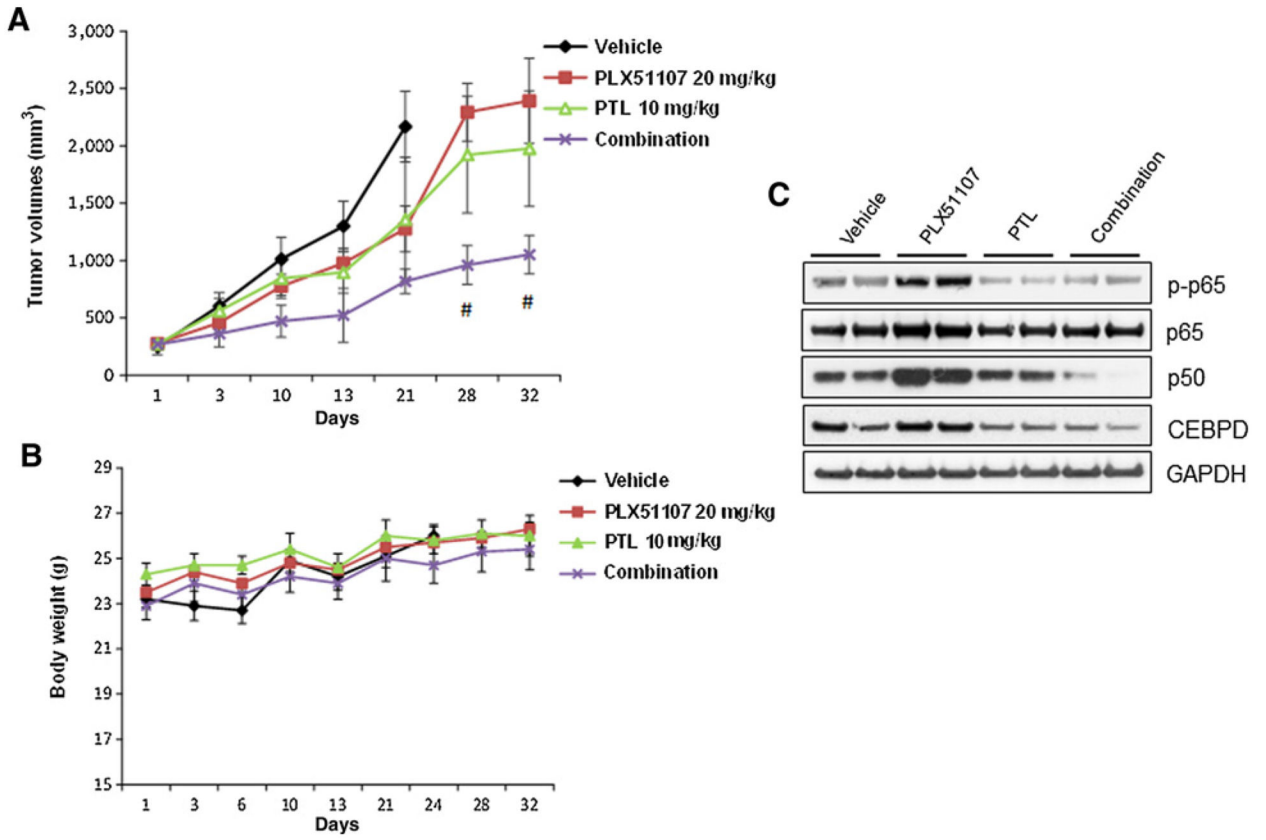 A
3,000
2,500
2,000
1,500
1,000
500
0
Tumor volumes (mm³)
1 3 10 13 21 28 32
Days
# #
Vehicle
PLX51107 20 mg/kg
PTL 10 mg/kg
Combination
B
29
27
25
23
21
19
17
15
Body weight (g)
1 3 6 10 13 21 24 28 32
Days
Vehicle
PLX51107 20 mg/kg
PTL 10 mg/kg
Combination
C
Vehicle
PLX51107
PTL
Combination
p-p65
p65
p50
CEBPD
GAPDH